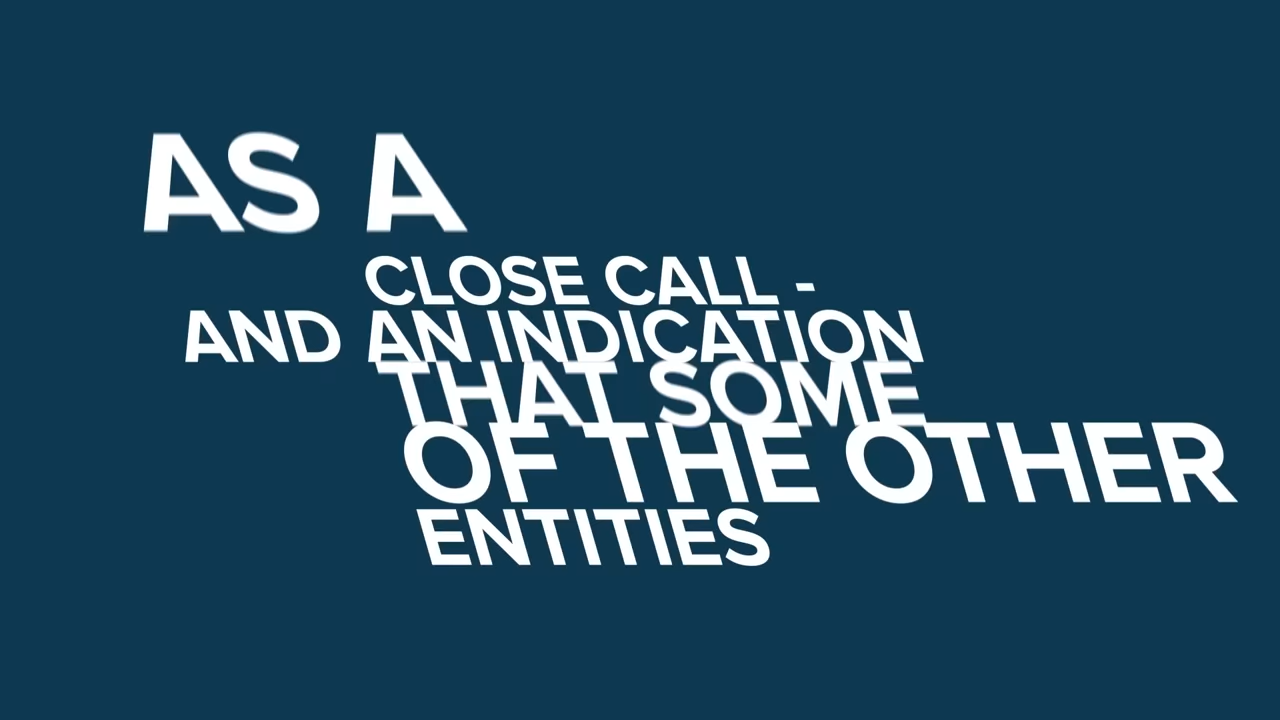 AS A
CLOSE CALL -
AND AN INDICATION
THAT SOME
OF THE OTHER
ENTITIES